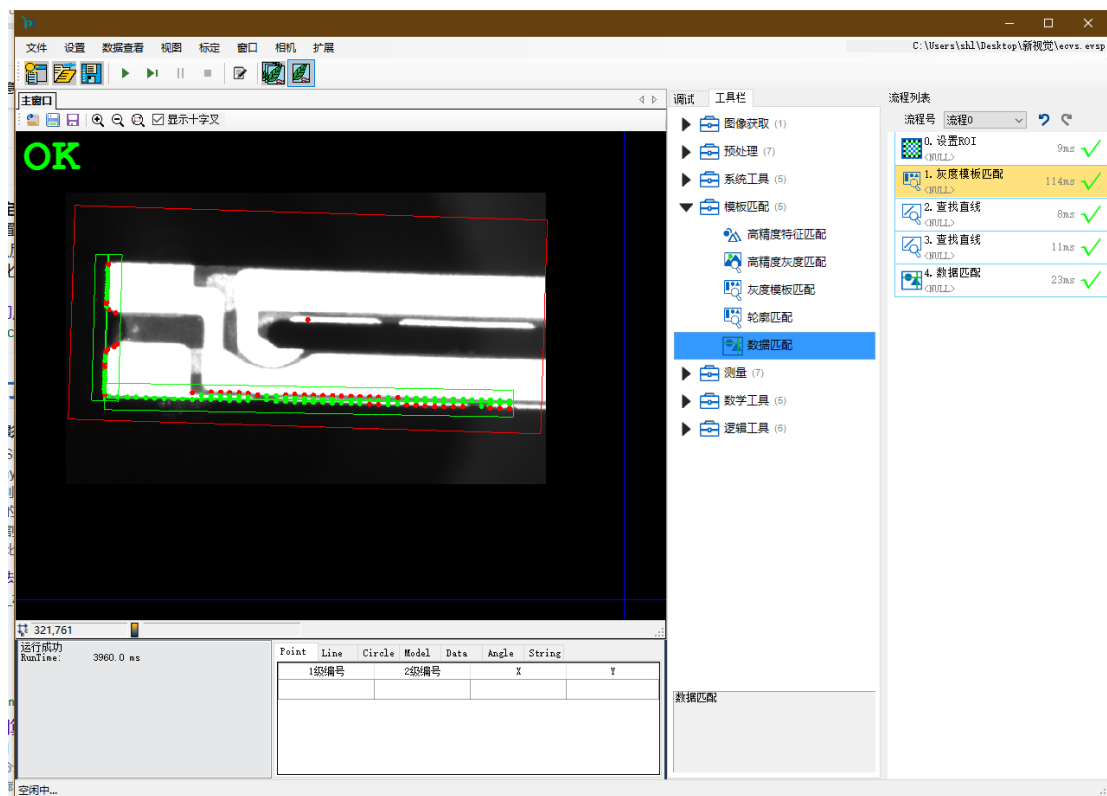 文件 设置 数据查看 视图 标定 窗口 相机 扩展
C:\Users\shl\Desktop\新视觉\eovs.evsp
主窗口
显示十字叉
OK
321,761
运行成功
RunTime: 3960.0 ms
Point Line Circle Model Data Angle String
1级编号 2级编号 X Y
空闲中...
调试 工具栏
图像获取 (1)
预处理 (7)
系统工具 (5)
模板匹配 (5)
高精度特征匹配
高精度灰度匹配
灰度模板匹配
轮廓匹配
数据匹配
测量 (7)
数学工具 (5)
逻辑工具 (6)
数据匹配
流程列表
流程号 流程0
0. 设置ROI
<NULL>
9ms
1. 灰度模板匹配
<NULL>
114ms
2. 查找直线
<NULL>
8ms
3. 查找直线
<NULL>
11ms
4. 数据匹配
<NULL>
23ms